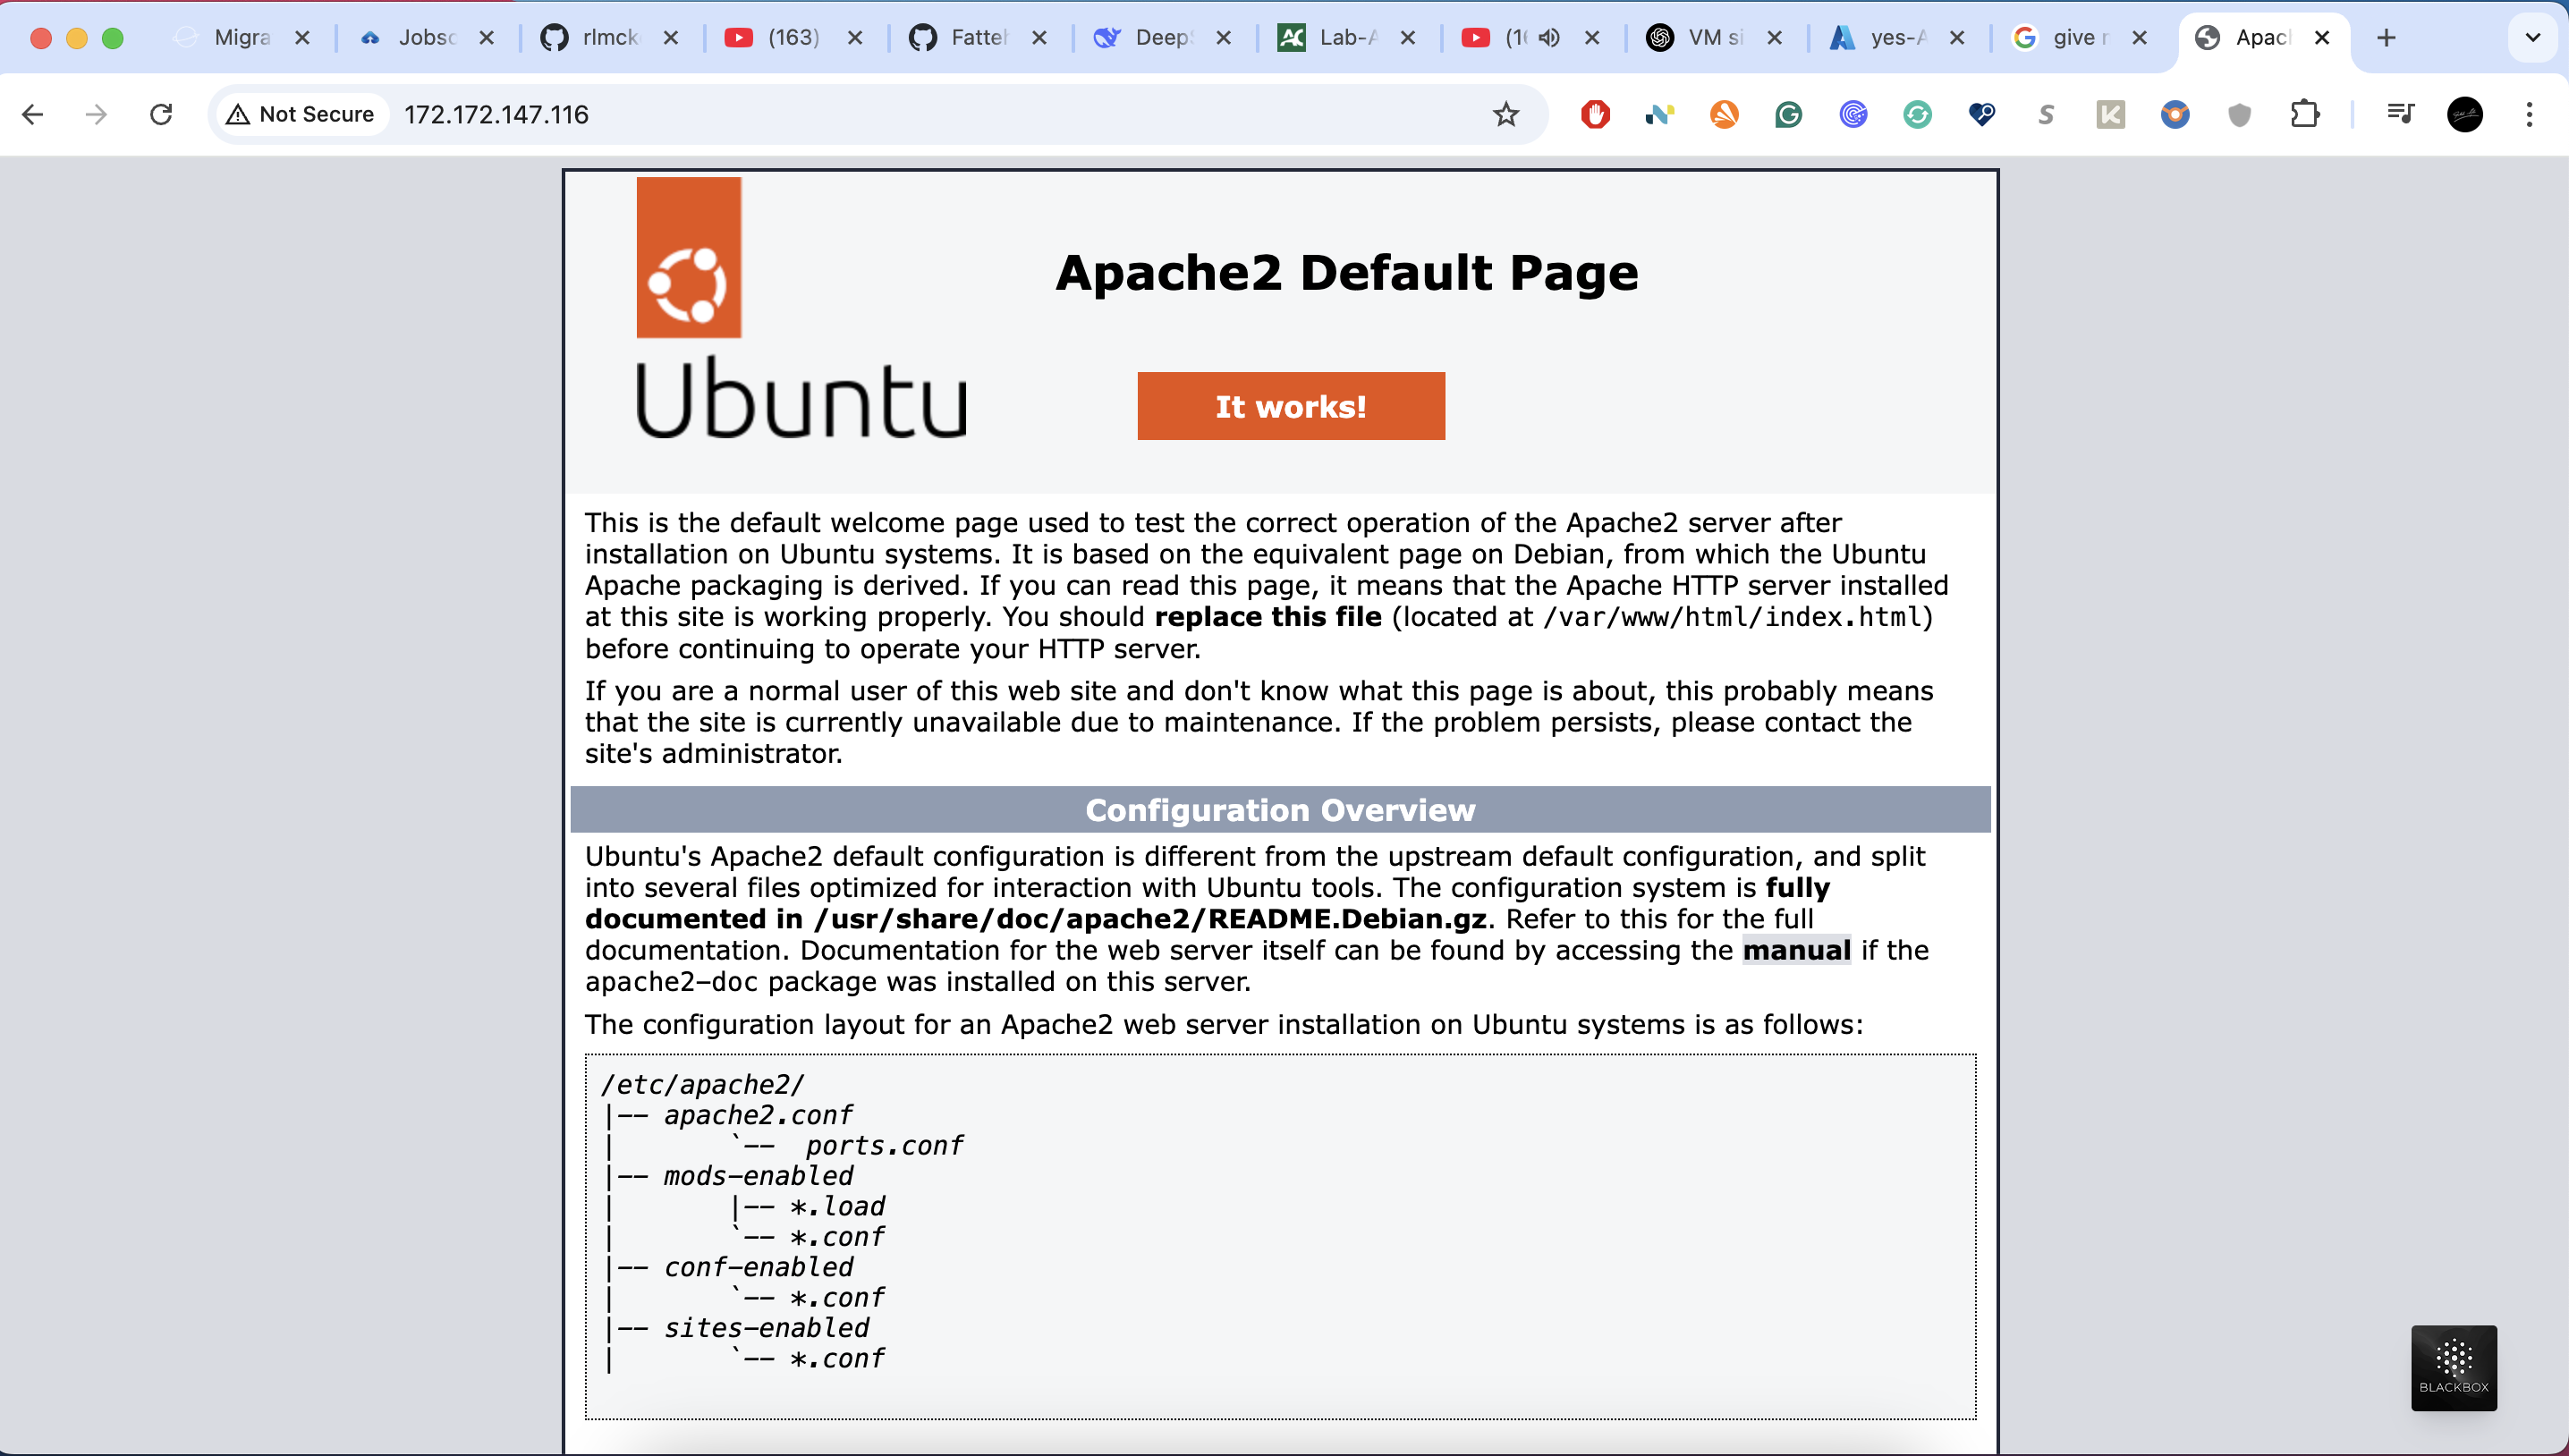 Migra
Jobsc
rlmck
(163)
Fatteh
Deep
Lab-A
VM si
yes-A
give r
Apac
Not Secure 172.172.147.116
Ubuntu
Apache2 Default Page
It works!
This is the default welcome page used to test the correct operation of the Apache2 server after
installation on Ubuntu systems. It is based on the equivalent page on Debian, from which the Ubuntu
Apache packaging is derived. If you can read this page, it means that the Apache HTTP server installed
at this site is working properly. You should replace this file (located at /var/www/html/index.html)
before continuing to operate your HTTP server.
If you are a normal user of this web site and don't know what this page is about, this probably means
that the site is currently unavailable due to maintenance. If the problem persists, please contact the
site's administrator.
Configuration Overview
Ubuntu's Apache2 default configuration is different from the upstream default configuration, and split
into several files optimized for interaction with Ubuntu tools. The configuration system is fully
documented in /usr/share/doc/apache2/README.Debian.gz. Refer to this for the full
documentation. Documentation for the web server itself can be found by accessing the manual if the
apache2-doc package was installed on this server.
The configuration layout for an Apache2 web server installation on Ubuntu systems is as follows:
/etc/apache2/
|-- apache2.conf
|       `--  ports.conf
|-- mods-enabled
|       |-- *.load
|       `-- *.conf
|-- conf-enabled
|       `-- *.conf
|-- sites-enabled
|       `-- *.conf
BLACKBOX